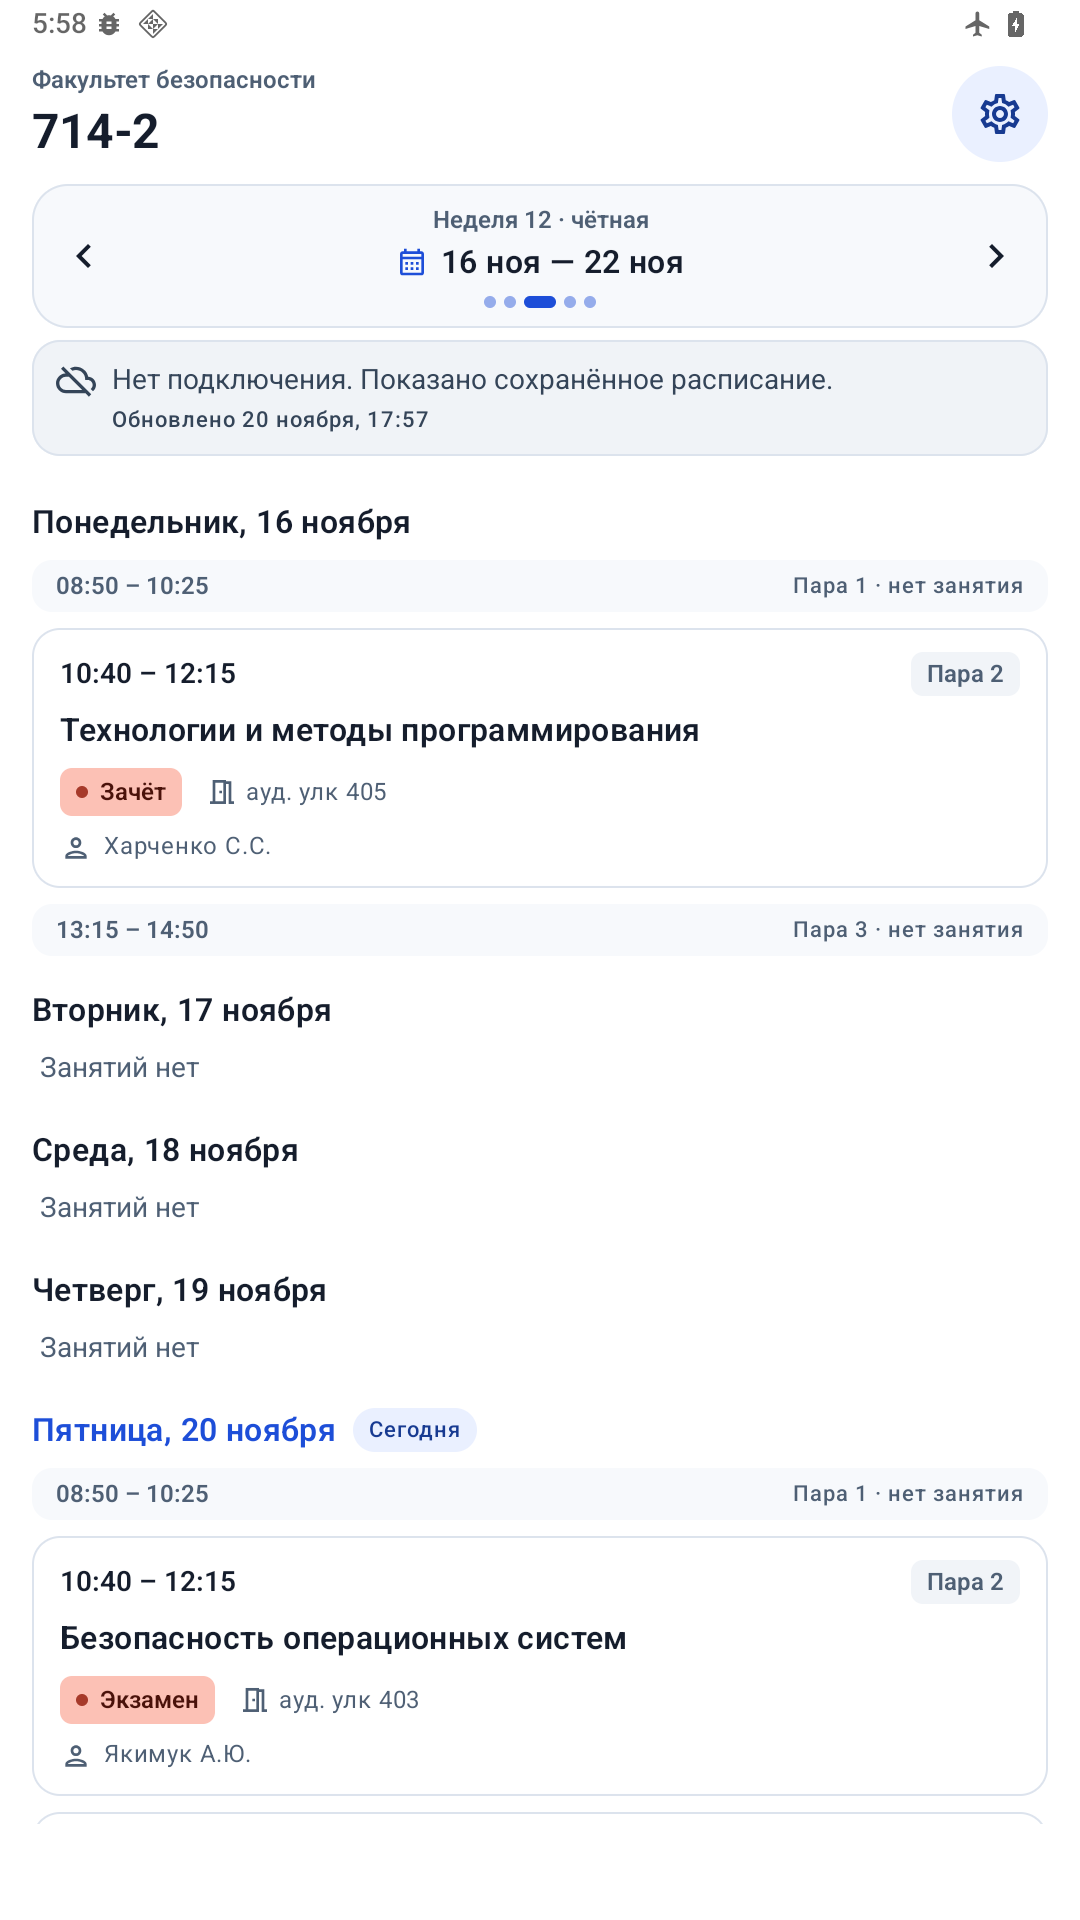 5:58
Факультет безопасности
714-2
Неделя 12 · чётная
16 ноя — 22 ноя
Нет подключения. Показано сохранённое расписание.
Обновлено 20 ноября, 17:57
Понедельник, 16 ноября
08:50 – 10:25 Пара 1 · нет занятия
10:40 – 12:15 Пара 2
Технологии и методы программирования
Зачёт ауд. улк 405
Харченко С.С.
13:15 – 14:50 Пара 3 · нет занятия
Вторник, 17 ноября
Занятий нет
Среда, 18 ноября
Занятий нет
Четверг, 19 ноября
Занятий нет
Пятница, 20 ноября Сегодня
08:50 – 10:25 Пара 1 · нет занятия
10:40 – 12:15 Пара 2
Безопасность операционных систем
Экзамен ауд. улк 403
Якимук А.Ю.